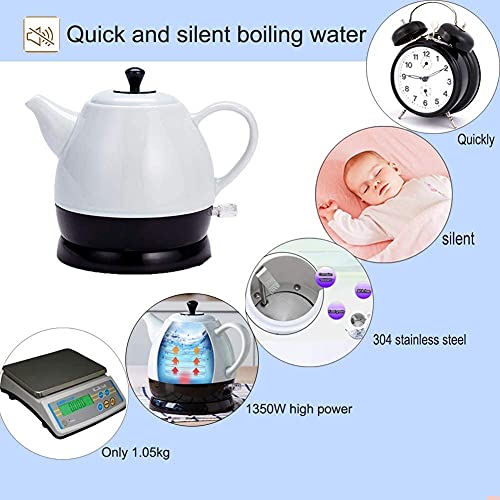 Quick and silent boiling water
Quickly
silent
304 stainless steel
1350W high power
Only 1.05kg